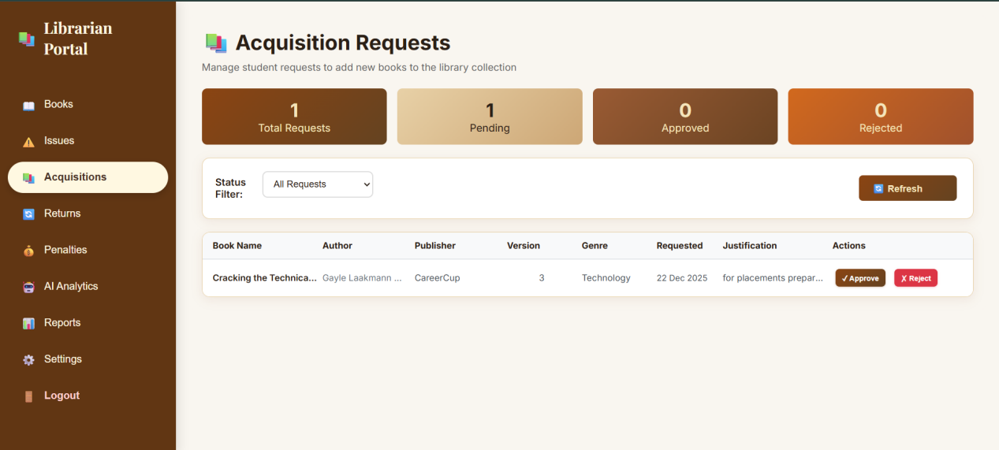 Librarian
Portal
Books
Issues
Acquisitions
Returns
Penalties
AI Analytics
Reports
Settings
Logout
Acquisition Requests
Manage student requests to add new books to the library collection
1
Total Requests
1
Pending
0
Approved
0
Rejected
Status
Filter:
All Requests
Refresh
Book Name Author Publisher Version Genre Requested Justification Actions
Cracking the Technica... Gayle Laakmann ... CareerCup 3 Technology 22 Dec 2025 for placements prepar... ✓ Approve ✗ Reject